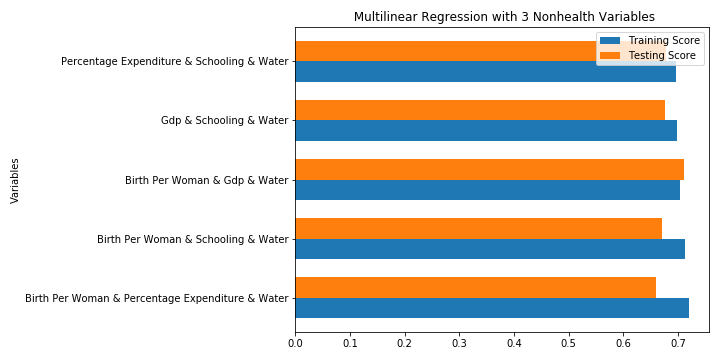 Multilinear Regression with 3 Nonhealth Variables
Training Score
Testing Score
Percentage Expenditure & Schooling & Water
Gdp & Schooling & Water
Birth Per Woman & Gdp & Water
Birth Per Woman & Schooling & Water
Birth Per Woman & Percentage Expenditure & Water
Variables
0.0 0.1 0.2 0.3 0.4 0.5 0.6 0.7